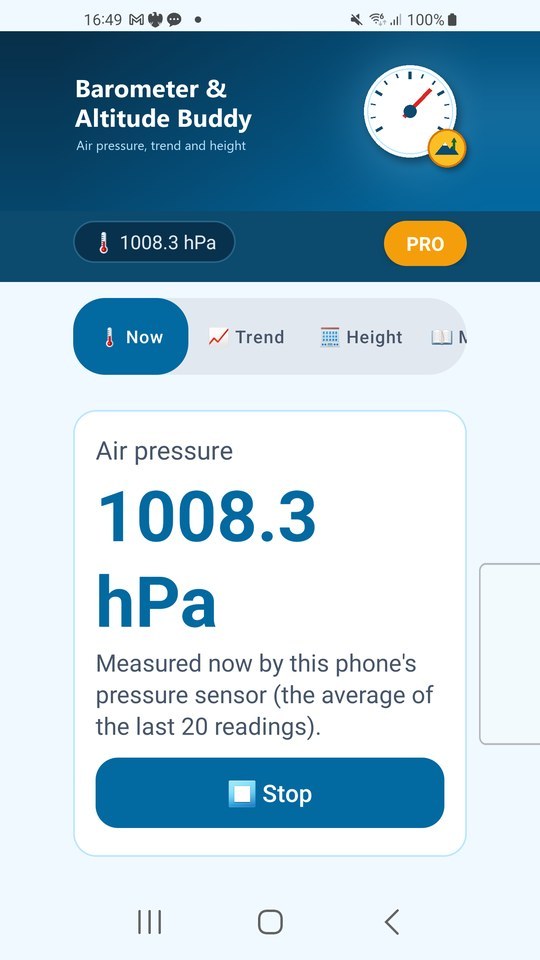 16:49 100%
Barometer &
Altitude Buddy
Air pressure, trend and height
1008.3 hPa
PRO
Now Trend Height M
Air pressure
1008.3
hPa
Measured now by this phone's
pressure sensor (the average of
the last 20 readings).
Stop